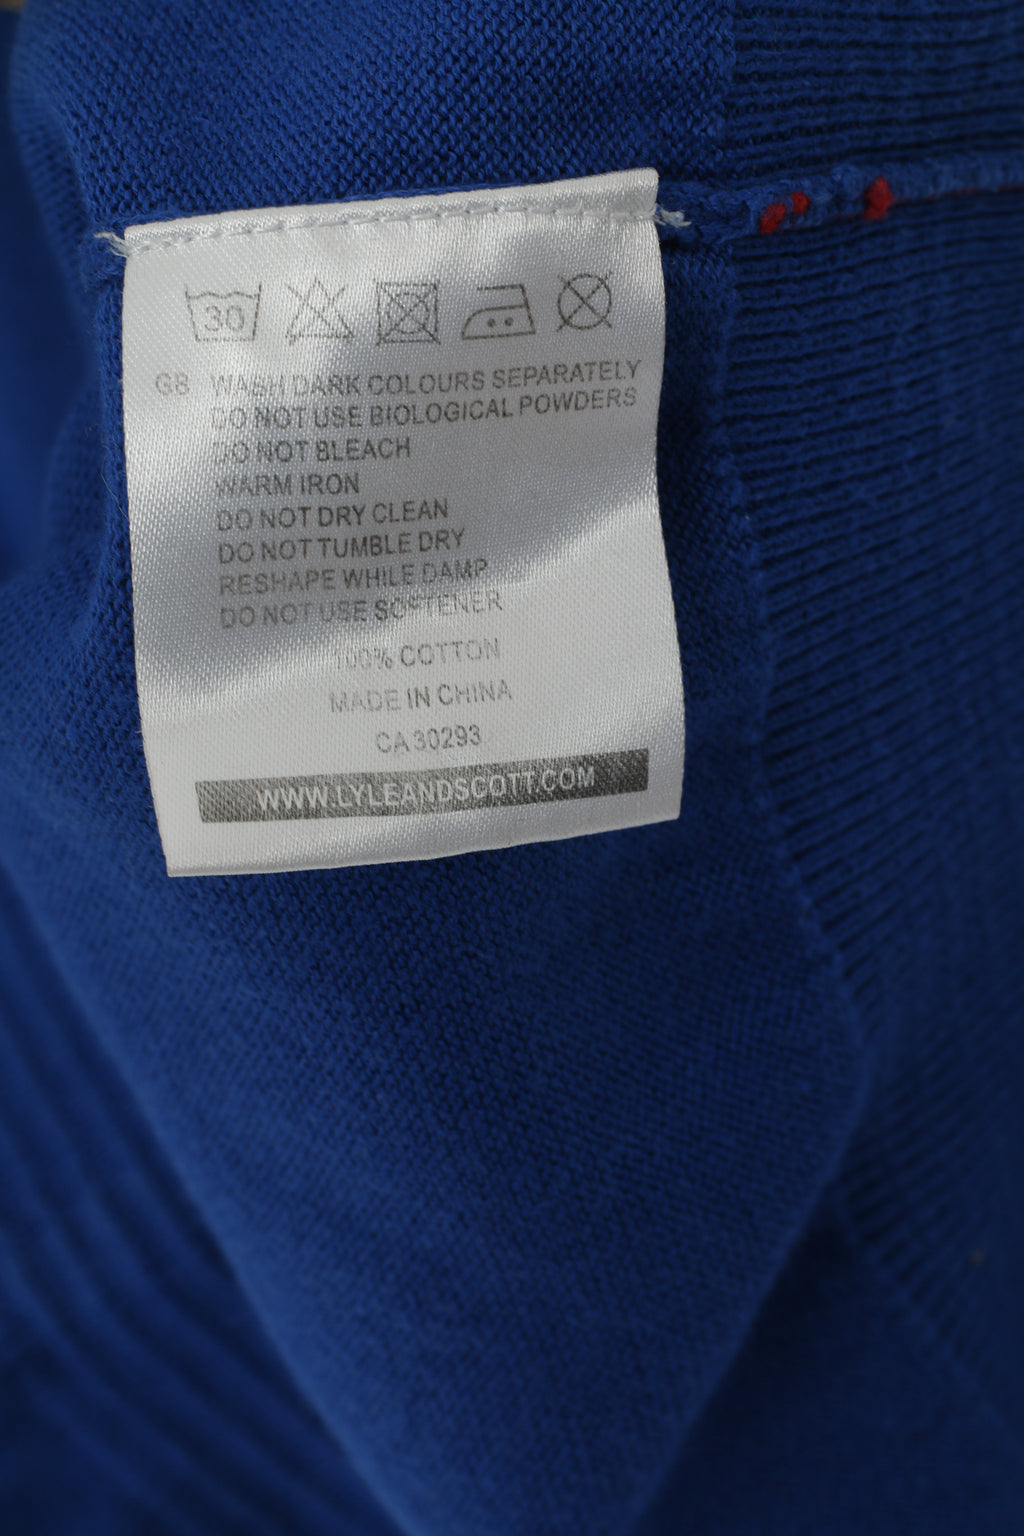 30
GB WASH DARK COLOURS SEPARATELY
DO NOT USE BIOLOGICAL POWDERS
DO NOT BLEACH
WARM IRON
DO NOT DRY CLEAN
DO NOT TUMBLE DRY
RESHAPE WHILE DAMP
DO NOT USE SOFTENER
100% COTTON
MADE IN CHINA
CA 30293
WWW.LYLEANDSCOTT.COM